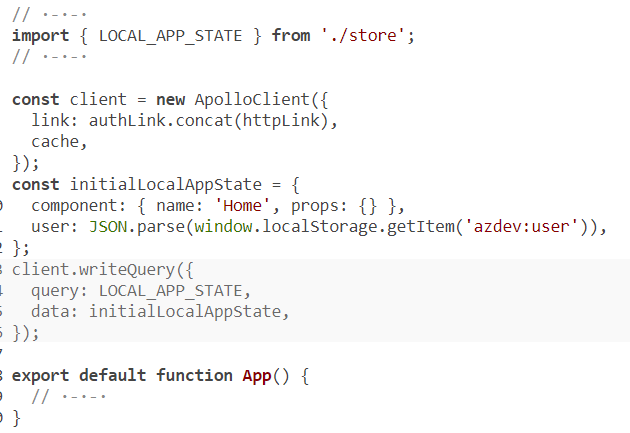 // ·-·-·
import { LOCAL_APP_STATE } from './store';
// ·-·-·
const client = new ApolloClient({
  link: authLink.concat(httpLink),
  cache,
});
const initialLocalAppState = {
  component: { name: 'Home', props: {} },
  user: JSON.parse(window.localStorage.getItem('azdev:user')),
};
client.writeQuery({
  query: LOCAL_APP_STATE,
  data: initialLocalAppState,
});
export default function App() {
  // ·-·-·
}